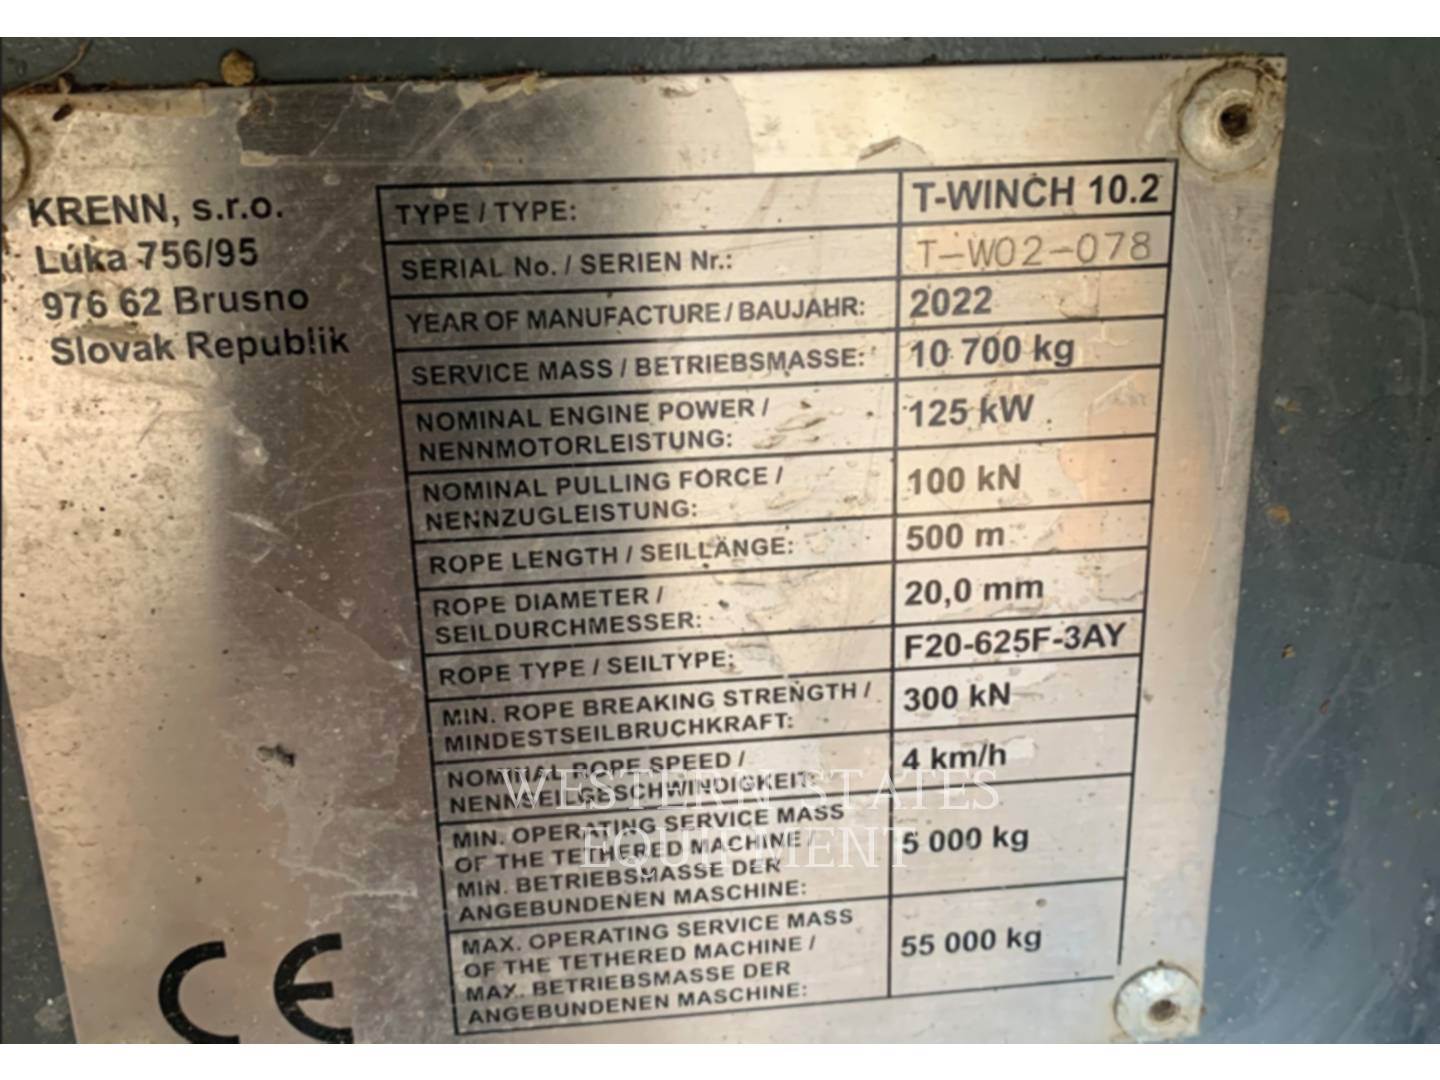 KRENN, s.r.o.
Lúka 756/95
976 62 Brusno
Slovak Republik
TYPE / TYPE: T-WINCH 10.2
SERIAL No. / SERIEN Nr.: T-W02-078
YEAR OF MANUFACTURE / BAUJAHR: 2022
SERVICE MASS / BETRIEBSMASSE: 10 700 kg
NOMINAL ENGINE POWER /
NENNMOTORLEISTUNG: 125 kW
NOMINAL PULLING FORCE /
NENNZUGLEISTUNG: 100 kN
ROPE LENGTH / SEILLÄNGE: 500 m
ROPE DIAMETER /
SEILDURCHMESSER: 20,0 mm
ROPE TYPE / SEILTYPE: F20-625F-3AY
MIN. ROPE BREAKING STRENGTH /
MINDESTSEILBRUCHKRAFT: 300 kN
NOMINAL ROPE SPEED /
NENNSEILGESCHWINDIGKEIT: 4 km/h
MIN. OPERATING SERVICE MASS
OF THE TETHERED MACHINE /
MIN. BETRIEBSMASSE DER
ANGEBUNDENEN MASCHINE: 5 000 kg
MAX. OPERATING SERVICE MASS
OF THE TETHERED MACHINE /
MAX. BETRIEBSMASSE DER
ANGEBUNDENEN MASCHINE: 55 000 kg
CE
WESTERN STATES
EQUIPMENT